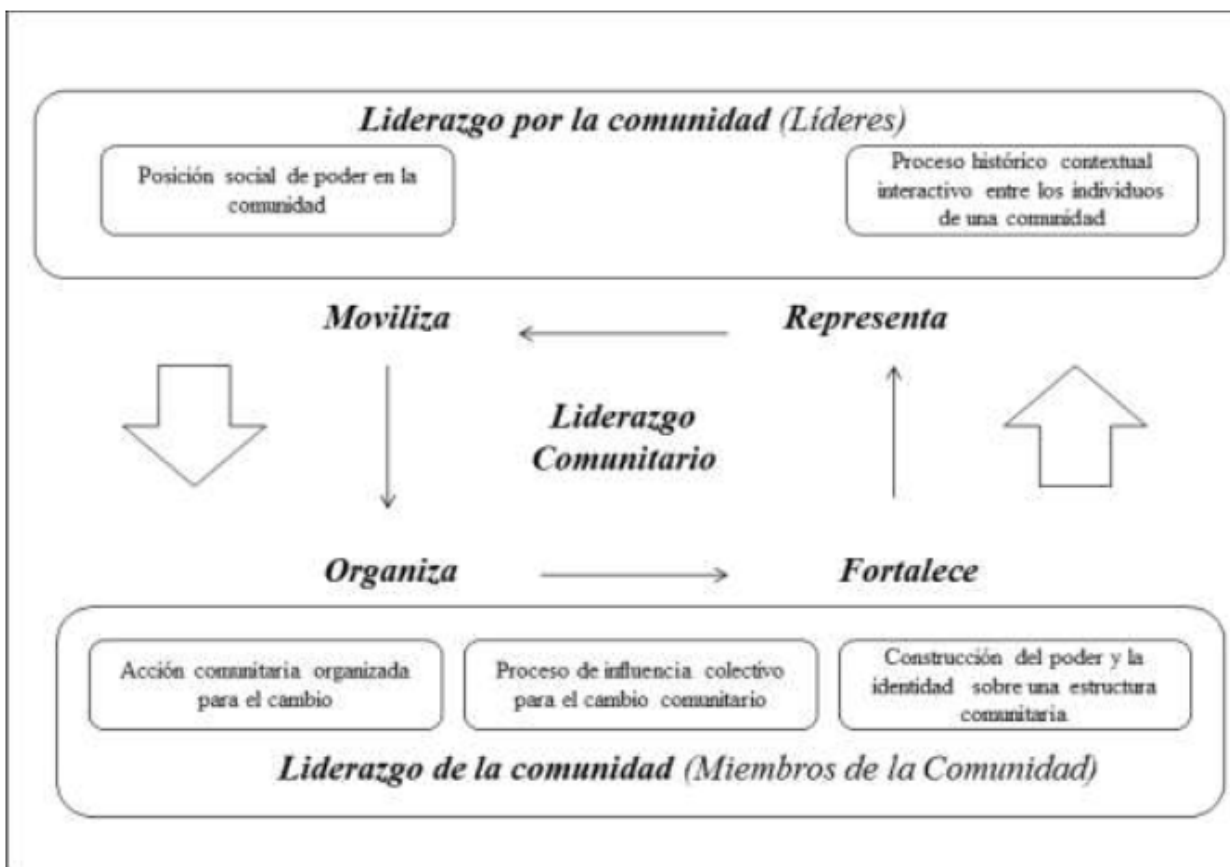 Liderazgo por la comunidad (Líderes)
Posición social de poder en la
comunidad
Proceso histórico contextual
interactivo entre los individuos
de una comunidad
Moviliza
Representa
Liderazgo
Comunitario
Organiza
Fortalece
Acción comunitaria organizada
para el cambio
Proceso de influencia colectivo
para el cambio comunitario
Construcción del poder y la
identidad sobre una estructura
comunitaria
Liderazgo de la comunidad (Miembros de la Comunidad)